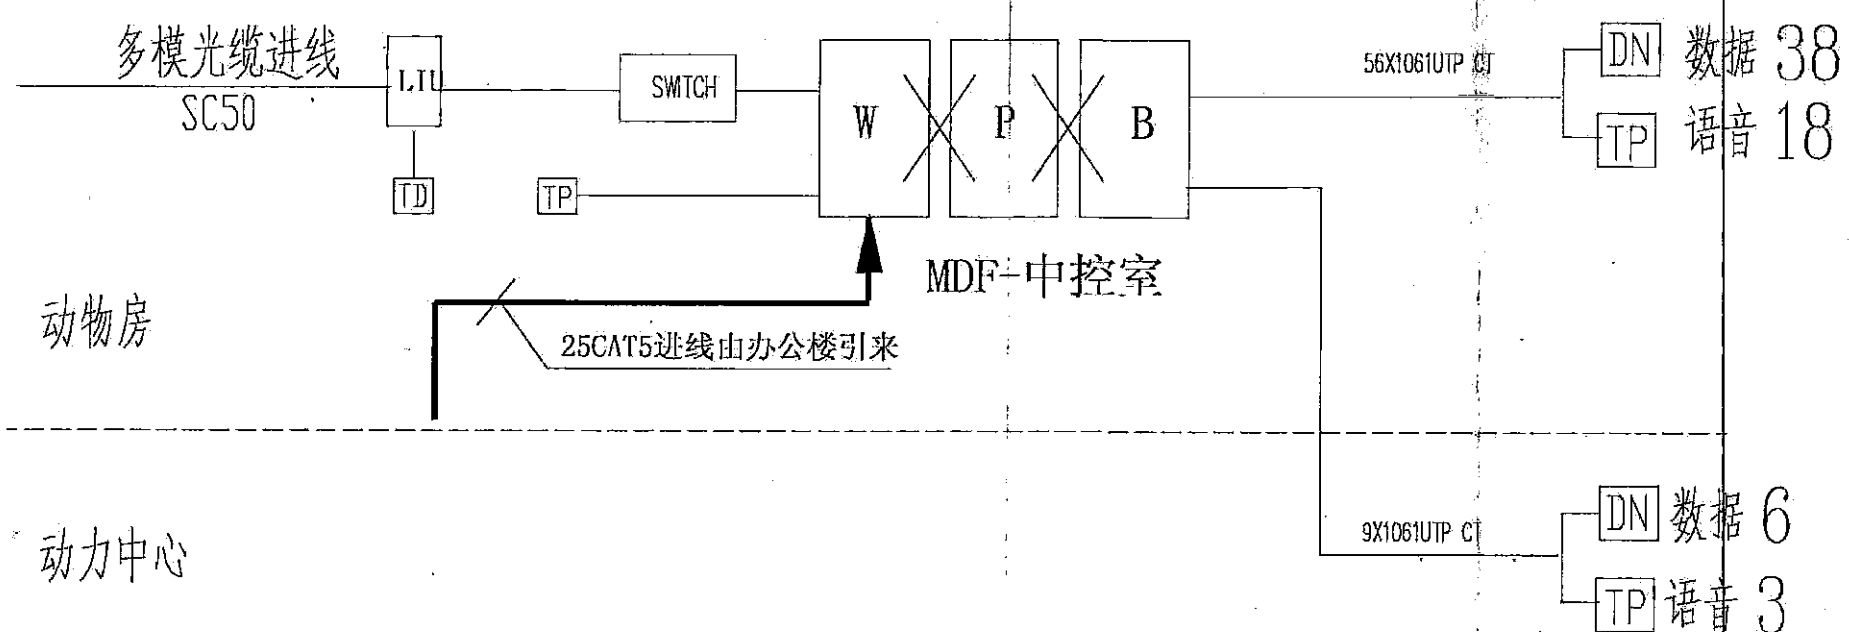 多模光缆进线
SC50
LIU
SWITCH
TD
TP
W
P
B
MDF-中控室
56X1061UTP CT
DN 数据 38
TP 语音 18
动物房
25CAT5进线由办公楼引来
动力中心
9X1061UTP CT
DN 数据 6
TP 语音 3